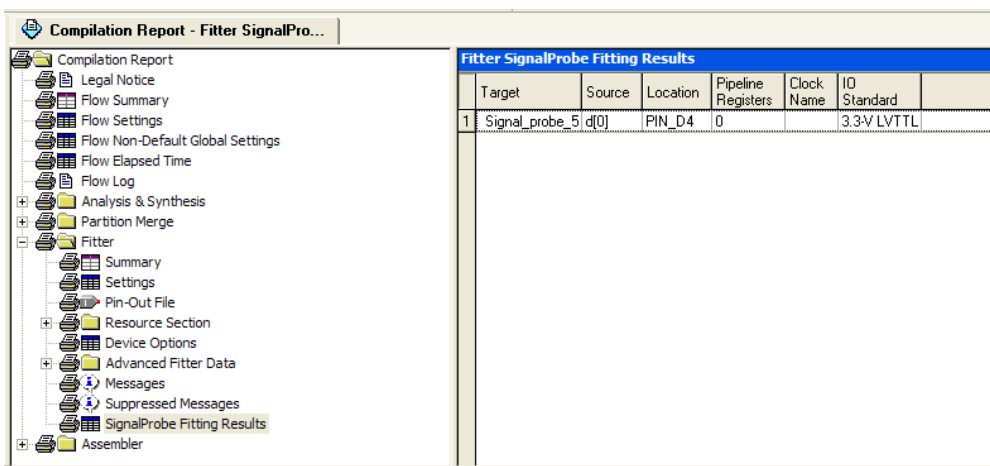 Compilation Report - Fitter SignalPro...
Compilation Report
Legal Notice
Flow Summary
Flow Settings
Flow Non-Default Global Settings
Flow Elapsed Time
Flow Log
Analysis & Synthesis
Partition Merge
Fitter
Summary
Settings
Pin-Out File
Resource Section
Device Options
Advanced Fitter Data
Messages
Suppressed Messages
SignalProbe Fitting Results
Assembler
Fitter SignalProbe Fitting Results
Target Source Location Pipeline Registers Clock Name IO Standard
1 Signal_probe_5 d[0] PIN_D4 0 3.3-V LVTTL